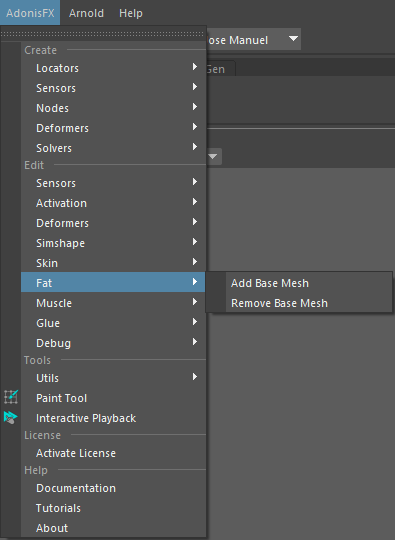 AdonisFX Arnold Help
ose Manuel
Gen
Create
Locators
Sensors
Nodes
Deformers
Solvers
Edit
Sensors
Activation
Deformers
Simshape
Skin
Fat
Add Base Mesh
Remove Base Mesh
Muscle
Glue
Debug
Tools
Utils
Paint Tool
Interactive Playback
License
Activate License
Help
Documentation
Tutorials
About